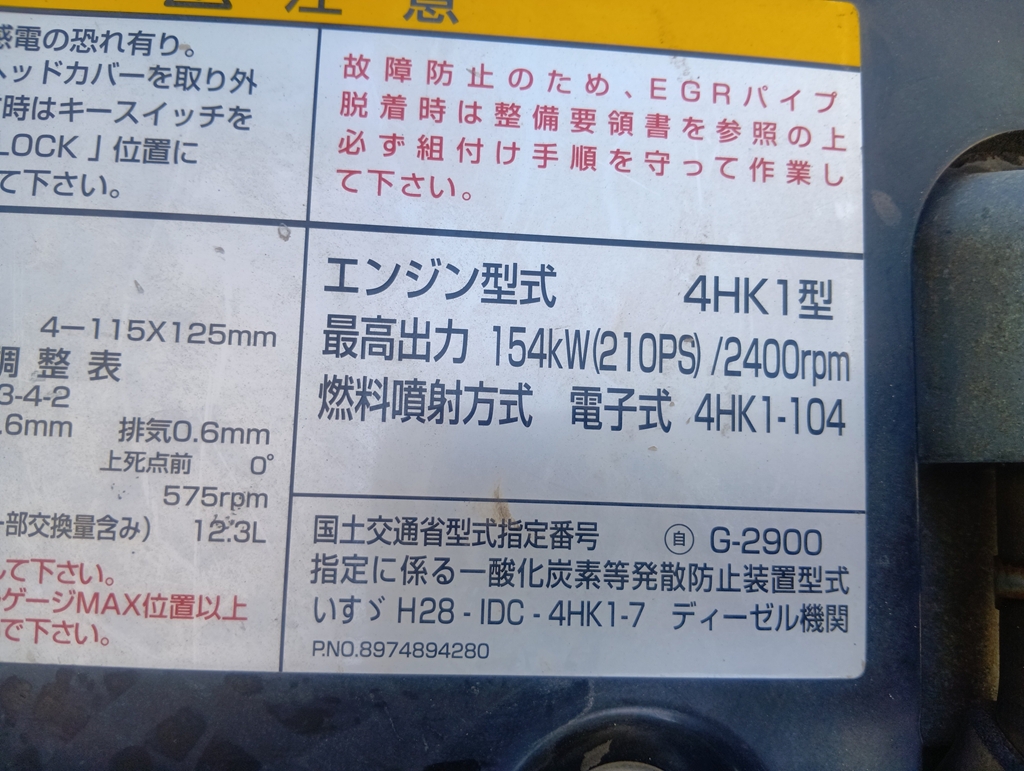 注意
感電の恐れ有り。
ヘッドカバーを取り外
時はキースイッチを
LOCK」位置に
て下さい。
故障防止のため、EGRパイプ
脱着時は整備要領書を参照の上
必ず組付け手順を守って作業し
て下さい。
4−115X125mm
調整表
3-4-2
.6mm 排気0.6mm
上死点前 0°
575rpm
部交換量含み) 12.3L
して下さい。
ゲージMAX位置以上
で下さい。
エンジン型式 4HK1型
最高出力 154kW(210PS)/2400rpm
燃料噴射方式 電子式 4HK1-104
国土交通省型式指定番号 ㊙自 G-2900
指定に係る一酸化炭素等発散防止装置型式
いすゞ H28 - IDC - 4HK1-7 ディーゼル機関
P.NO.8974894280